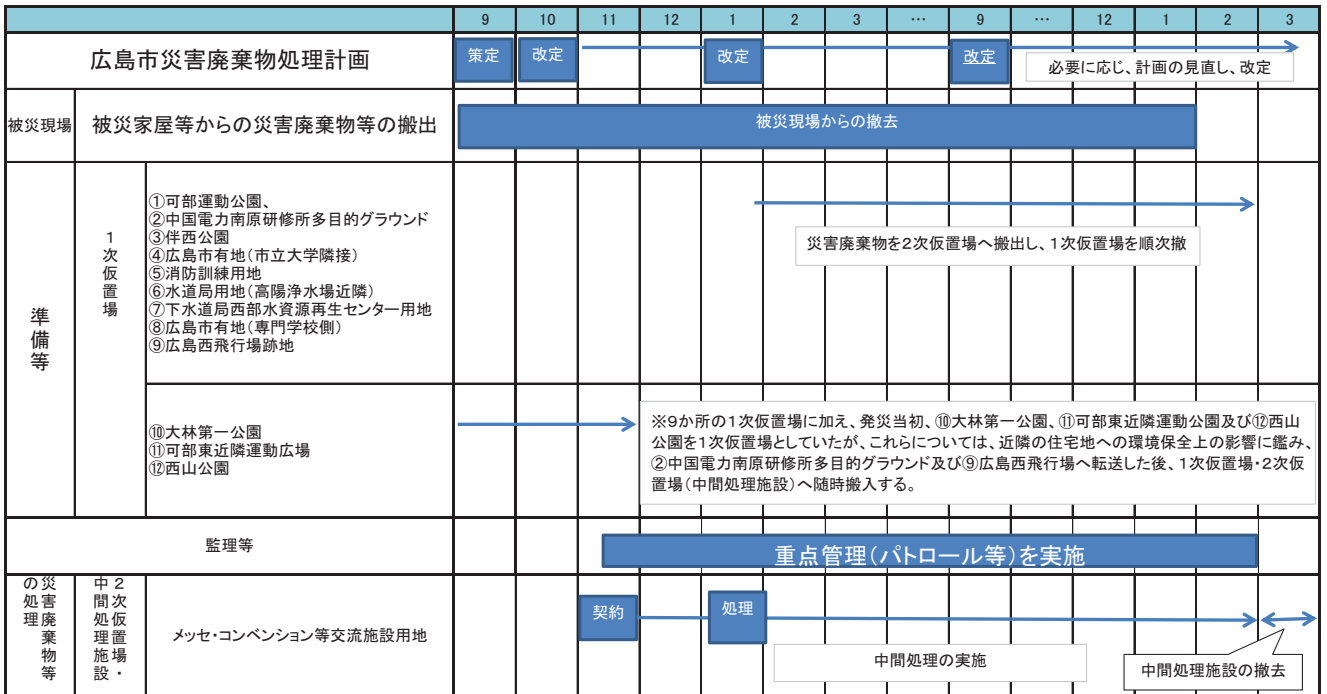 9 10 11 12 1 2 3 … 9 … 12 1 2 3
広島市災害廃棄物処理計画
策定
改定
改定
改定
必要に応じ、計画の見直し、改定
被災現場
被災家屋等からの災害廃棄物等の搬出
被災現場からの撤去
準備等
1次仮置場
①可部運動公園、
②中国電力南原研修所多目的グラウンド
③伴西公園
④広島市有地(市立大学隣接)
⑤消防訓練用地
⑥水道局用地(高陽浄水場近隣)
⑦下水道局西部水資源再生センター用地
⑧広島市有地(専門学校側)
⑨広島西飛行場跡地
災害廃棄物を2次仮置場へ搬出し、1次仮置場を順次撤
⑩大林第一公園
⑪可部東近隣運動広場
⑫西山公園
※9か所の1次仮置場に加え、発災当初、⑩大林第一公園、⑪可部東近隣運動公園及び⑫西山
公園を1次仮置場としていたが、これらについては、近隣の住宅地への環境保全上の影響に鑑み、
②中国電力南原研修所多目的グラウンド及び⑨広島西飛行場へ転送した後、1次仮置場・2次仮
置場(中間処理施設)へ随時搬入する。
監理等
重点管理(パトロール等)を実施
災害廃棄物等
の処理
2次仮置場・
中間処理施設
メッセ・コンベンション等交流施設用地
契約
処理
中間処理の実施
中間処理施設の撤去